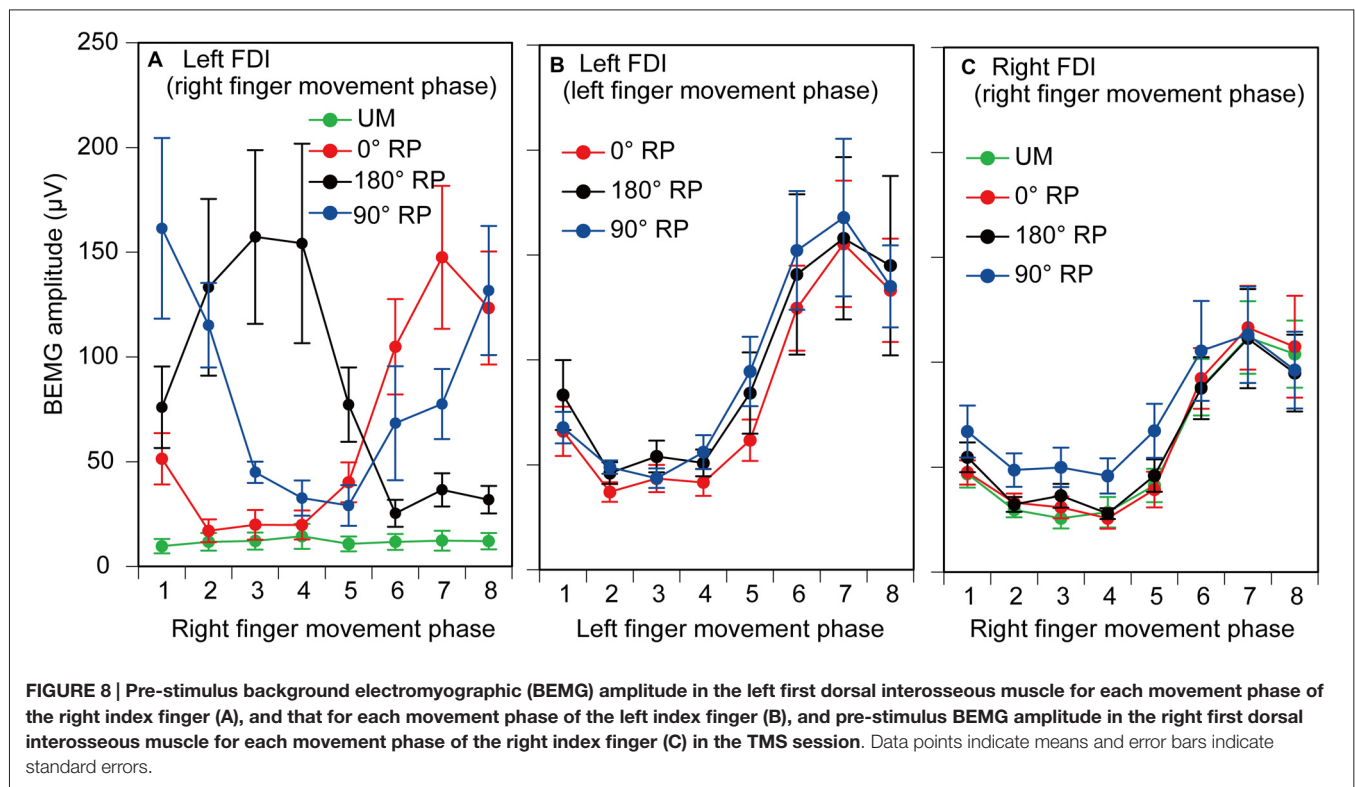 250
200
150
100
50
0
BEMG amplitude (µV)
A Left FDI
(right finger movement phase)
UM
0° RP
180° RP
90° RP
1 2 3 4 5 6 7 8
Right finger movement phase
B Left FDI
(left finger movement phase)
0° RP
180° RP
90° RP
1 2 3 4 5 6 7 8
Left finger movement phase
C Right FDI
(right finger movement phase)
UM
0° RP
180° RP
90° RP
1 2 3 4 5 6 7 8
Right finger movement phase
FIGURE 8 | Pre-stimulus background electromyographic (BEMG) amplitude in the left first dorsal interosseous muscle for each movement phase of
the right index finger (A), and that for each movement phase of the left index finger (B), and pre-stimulus BEMG amplitude in the right first dorsal
interosseous muscle for each movement phase of the right index finger (C) in the TMS session. Data points indicate means and error bars indicate
standard errors.